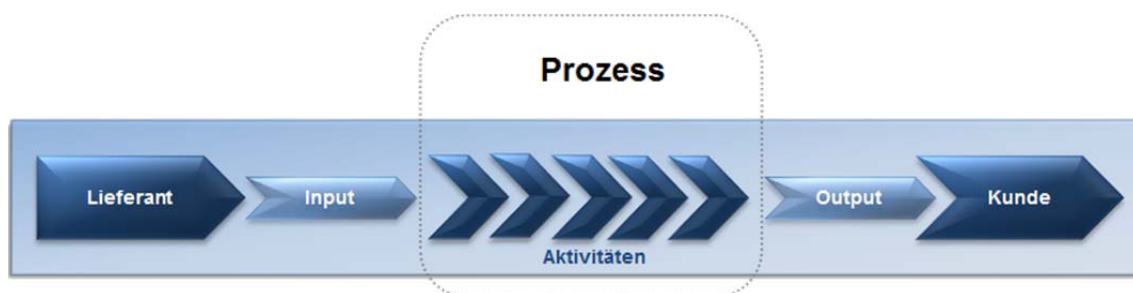 Prozess
Lieferant
Input
Aktivitäten
Output
Kunde